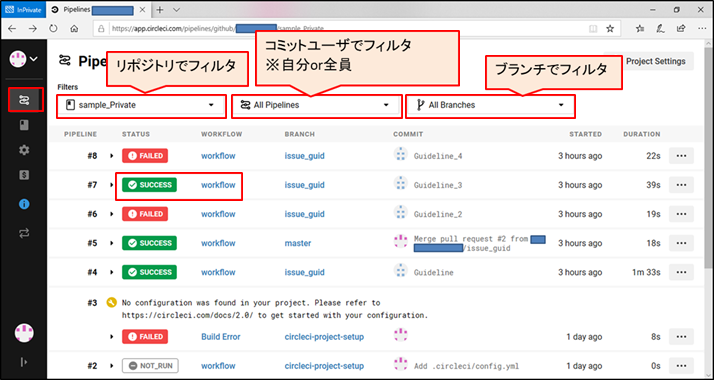 InPrivate
Pipelines
https://app.circleci.com/pipelines/github/ /sample_Private
Pipe
コミットユーザでフィルタ
※自分or全員
リポジトリでフィルタ
ブランチでフィルタ
Project Settings
Filters
sample_Private
All Pipelines
All Branches
PIPELINE STATUS WORKFLOW BRANCH COMMIT STARTED DURATION
#8 FAILED workflow issue_guid Guideline_4 3 hours ago 22s
#7 SUCCESS workflow issue_guid Guideline_3 3 hours ago 39s
#6 FAILED workflow issue_guid Guideline_2 3 hours ago 19s
#5 SUCCESS workflow master Merge pull request #2 from 3 hours ago 18s
/issue_guid
#4 SUCCESS workflow issue_guid Guideline 3 hours ago 1m 33s
#3 No configuration was found in your project. Please refer to
https://circleci.com/docs/2.0/ to get started with your configuration.
FAILED Build Error circleci-project-setup 1 day ago 8s
#2 NOT_RUN workflow circleci-project-setup Add .circleci/config.yml 1 day ago 0s